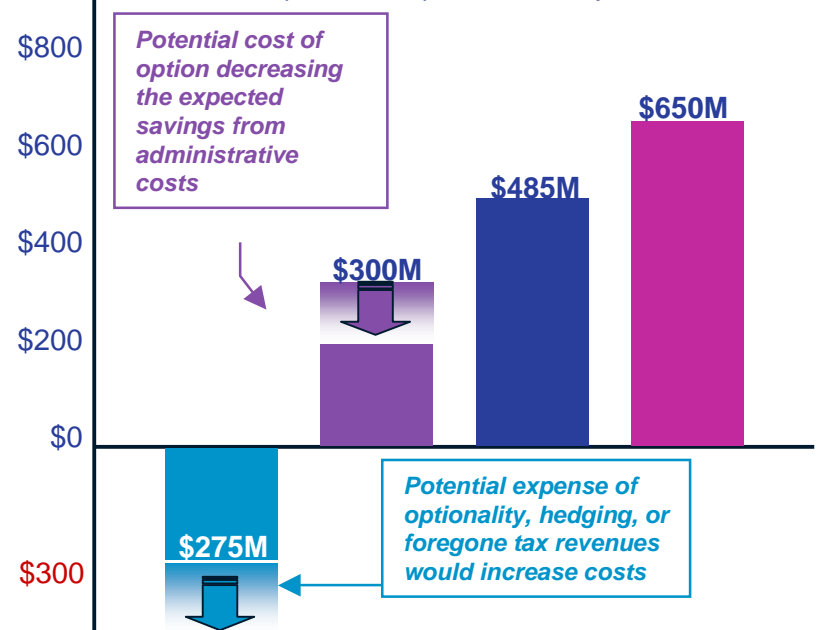 $800
Potential cost of
option decreasing
the expected
savings from
administrative
costs
$650M
$600
$485M
$400
$300M
$200
$0
Potential expense of
optionality, hedging, or
foregone tax revenues
would increase costs
$275M
$300